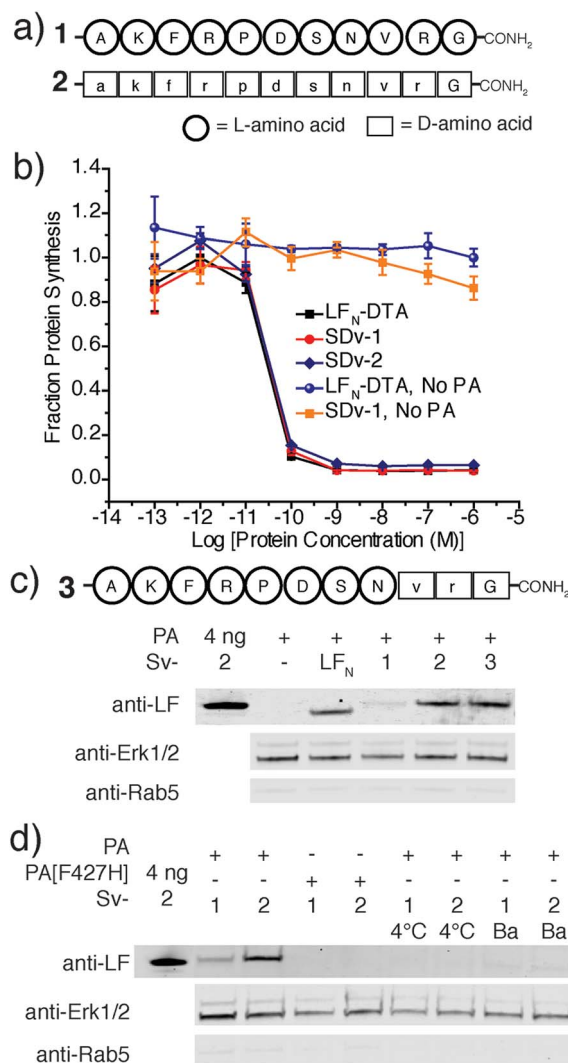 a)
1 A K F R P D S N V R G CONH₂
2 a k f r p d s n v r G CONH₂
= L-amino acid = D-amino acid
b)
1.4
1.2
1.0
0.8
0.6
0.4
0.2
0.0
Fraction Protein Synthesis
LF_N-DTA
SDv-1
SDv-2
LF_N-DTA, No PA
SDv-1, No PA
-14 -13 -12 -11 -10 -9 -8 -7 -6 -5
Log [Protein Concentration (M)]
c)
3 A K F R P D S N v r G CONH₂
PA 4 ng + + + + +
Sv- 2 - LF_N 1 2 3
anti-LF
anti-Erk1/2
anti-Rab5
d)
PA + + - - + + + +
PA[F427H] 4 ng - - + + - - - -
Sv- 2 1 2 1 2 1 2 1 2
4°C 4°C Ba Ba
anti-LF
anti-Erk1/2
anti-Rab5